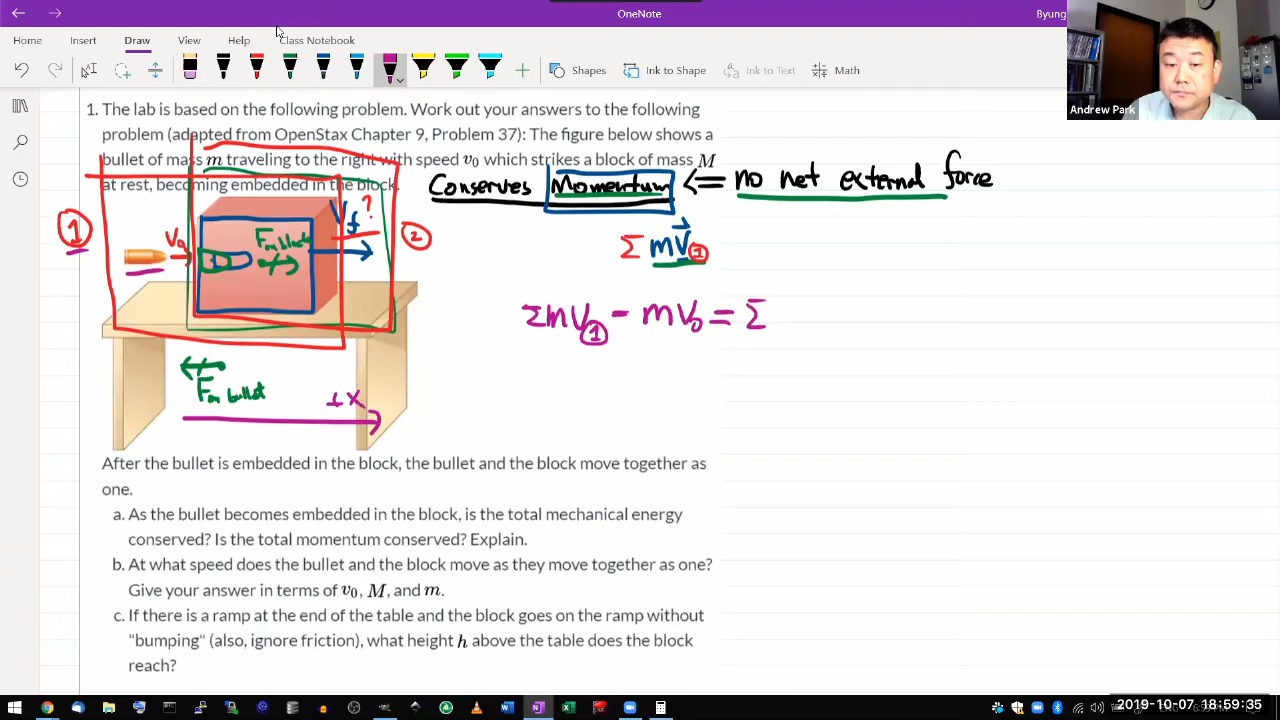 OneNote
Byung
Home Insert Draw View Help Class Notebook
Shapes Ink to Shape Ink to Text Math
Andrew Park
1. The lab is based on the following problem. Work out your answers to the following
problem (adapted from OpenStax Chapter 9, Problem 37): The figure below shows a
bullet of mass m traveling to the right with speed v₀ which strikes a block of mass M
at rest, becoming embedded in the block.
Conserves Momentum <= no net external force
Σ mV⃗①
ΣmV① = mV₀ = Σ
①
V₀
F on block
Vf ?
②
F on bullet
+x
After the bullet is embedded in the block, the bullet and the block move together as
one.
a. As the bullet becomes embedded in the block, is the total mechanical energy
conserved? Is the total momentum conserved? Explain.
b. At what speed does the bullet and the block move as they move together as one?
Give your answer in terms of v₀, M, and m.
c. If there is a ramp at the end of the table and the block goes on the ramp without
"bumping" (also, ignore friction), what height h above the table does the block
reach?
2019-10-07 18:59:35